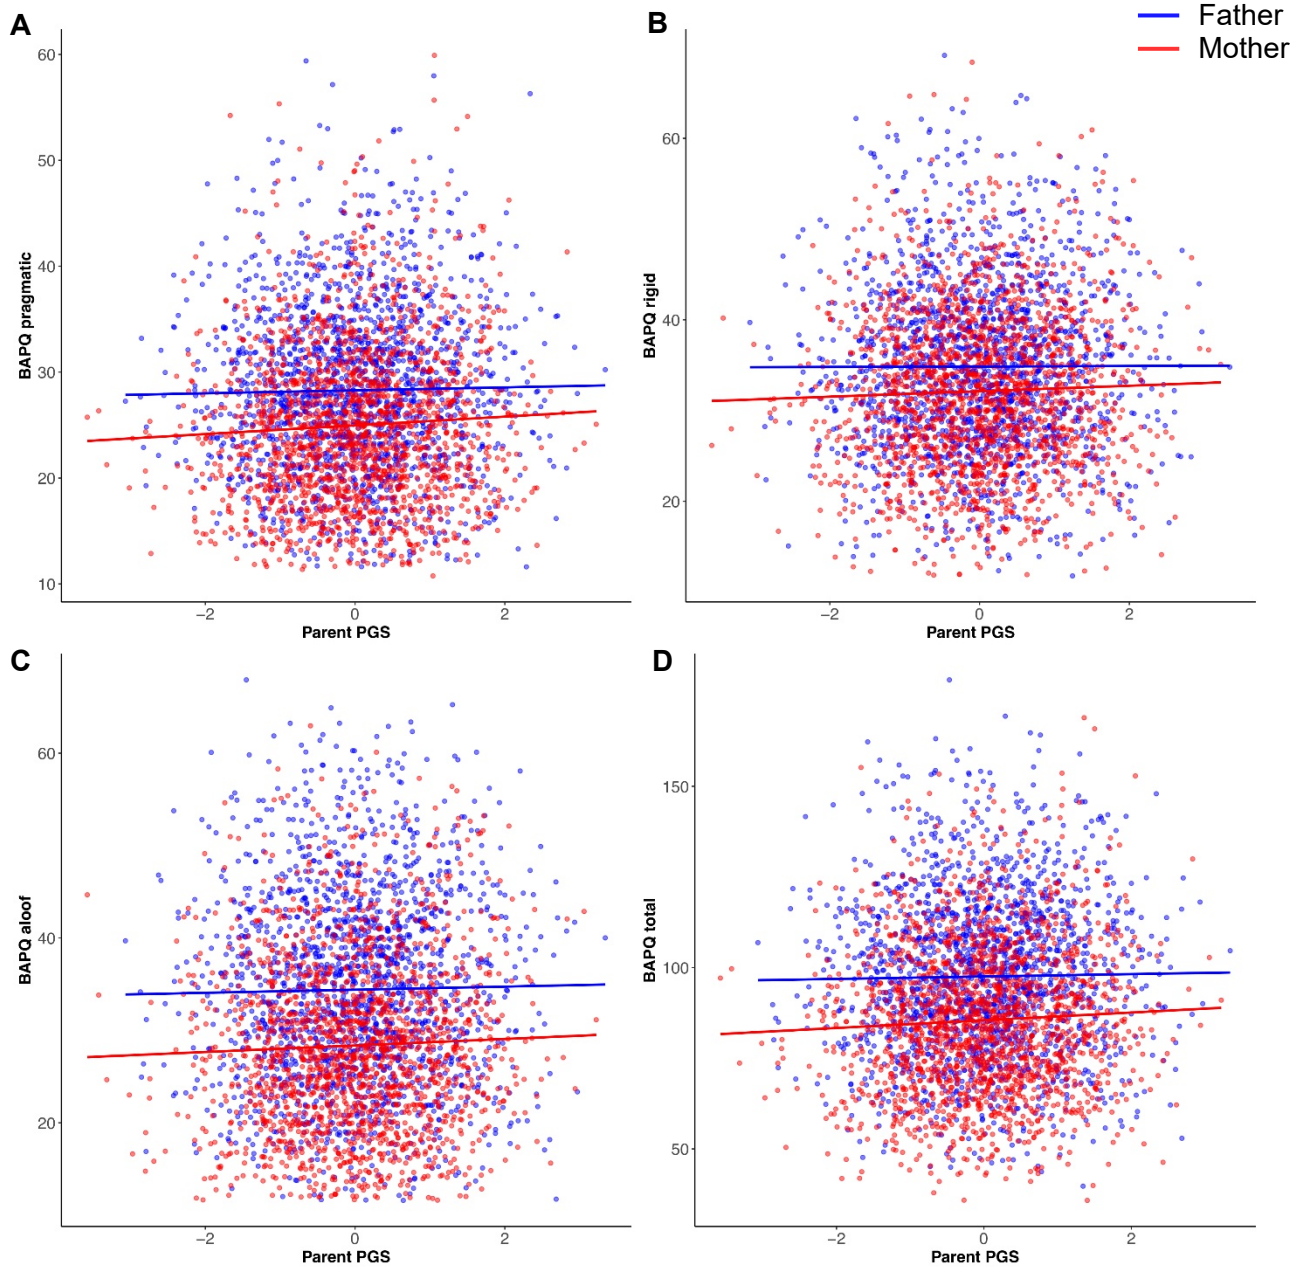 A
B
Father
Mother
60
50
40
30
20
10
BAPQ pragmatic
−2
0
2
Parent PGS
60
40
20
BAPQ rigid
−2
0
2
Parent PGS
C
D
60
40
20
BAPQ aloof
−2
0
2
Parent PGS
150
100
50
BAPQ total
−2
0
2
Parent PGS